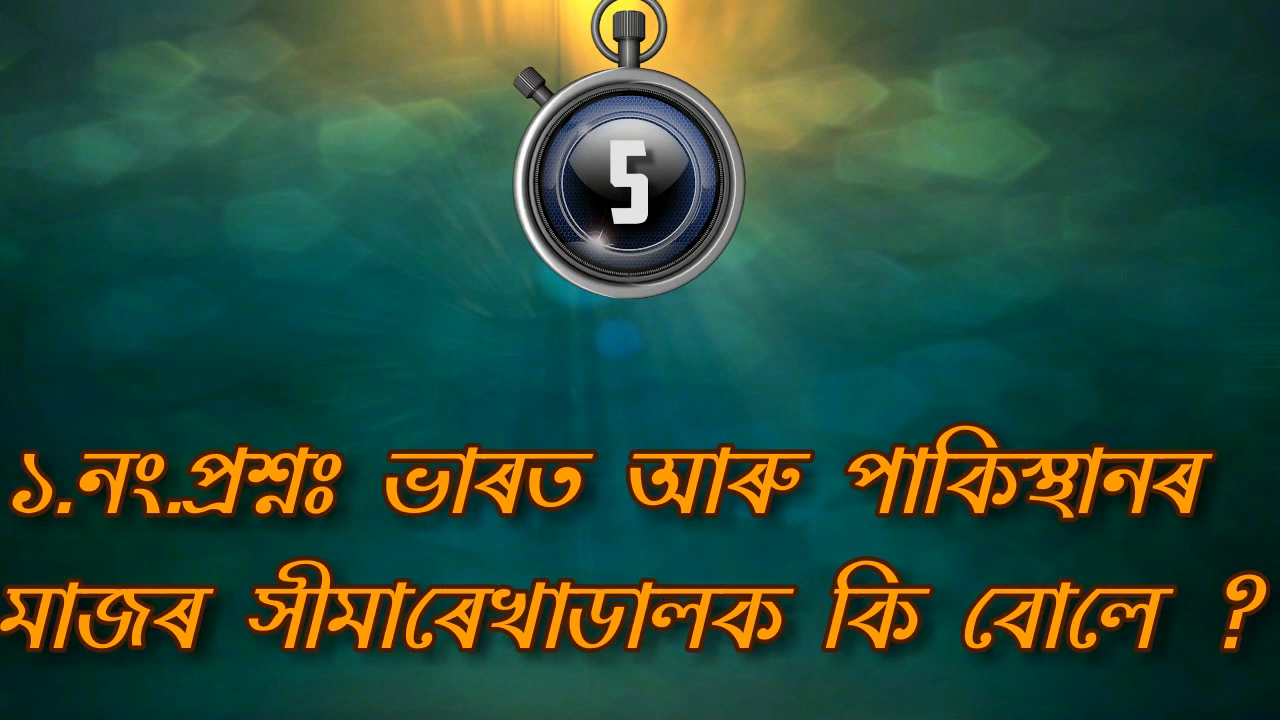 5
১.নং.প্ৰশ্নঃ ভাৰত আৰু পাকিস্থানৰ
মাজৰ সীমাৰেখাডালক কি বোলে ?